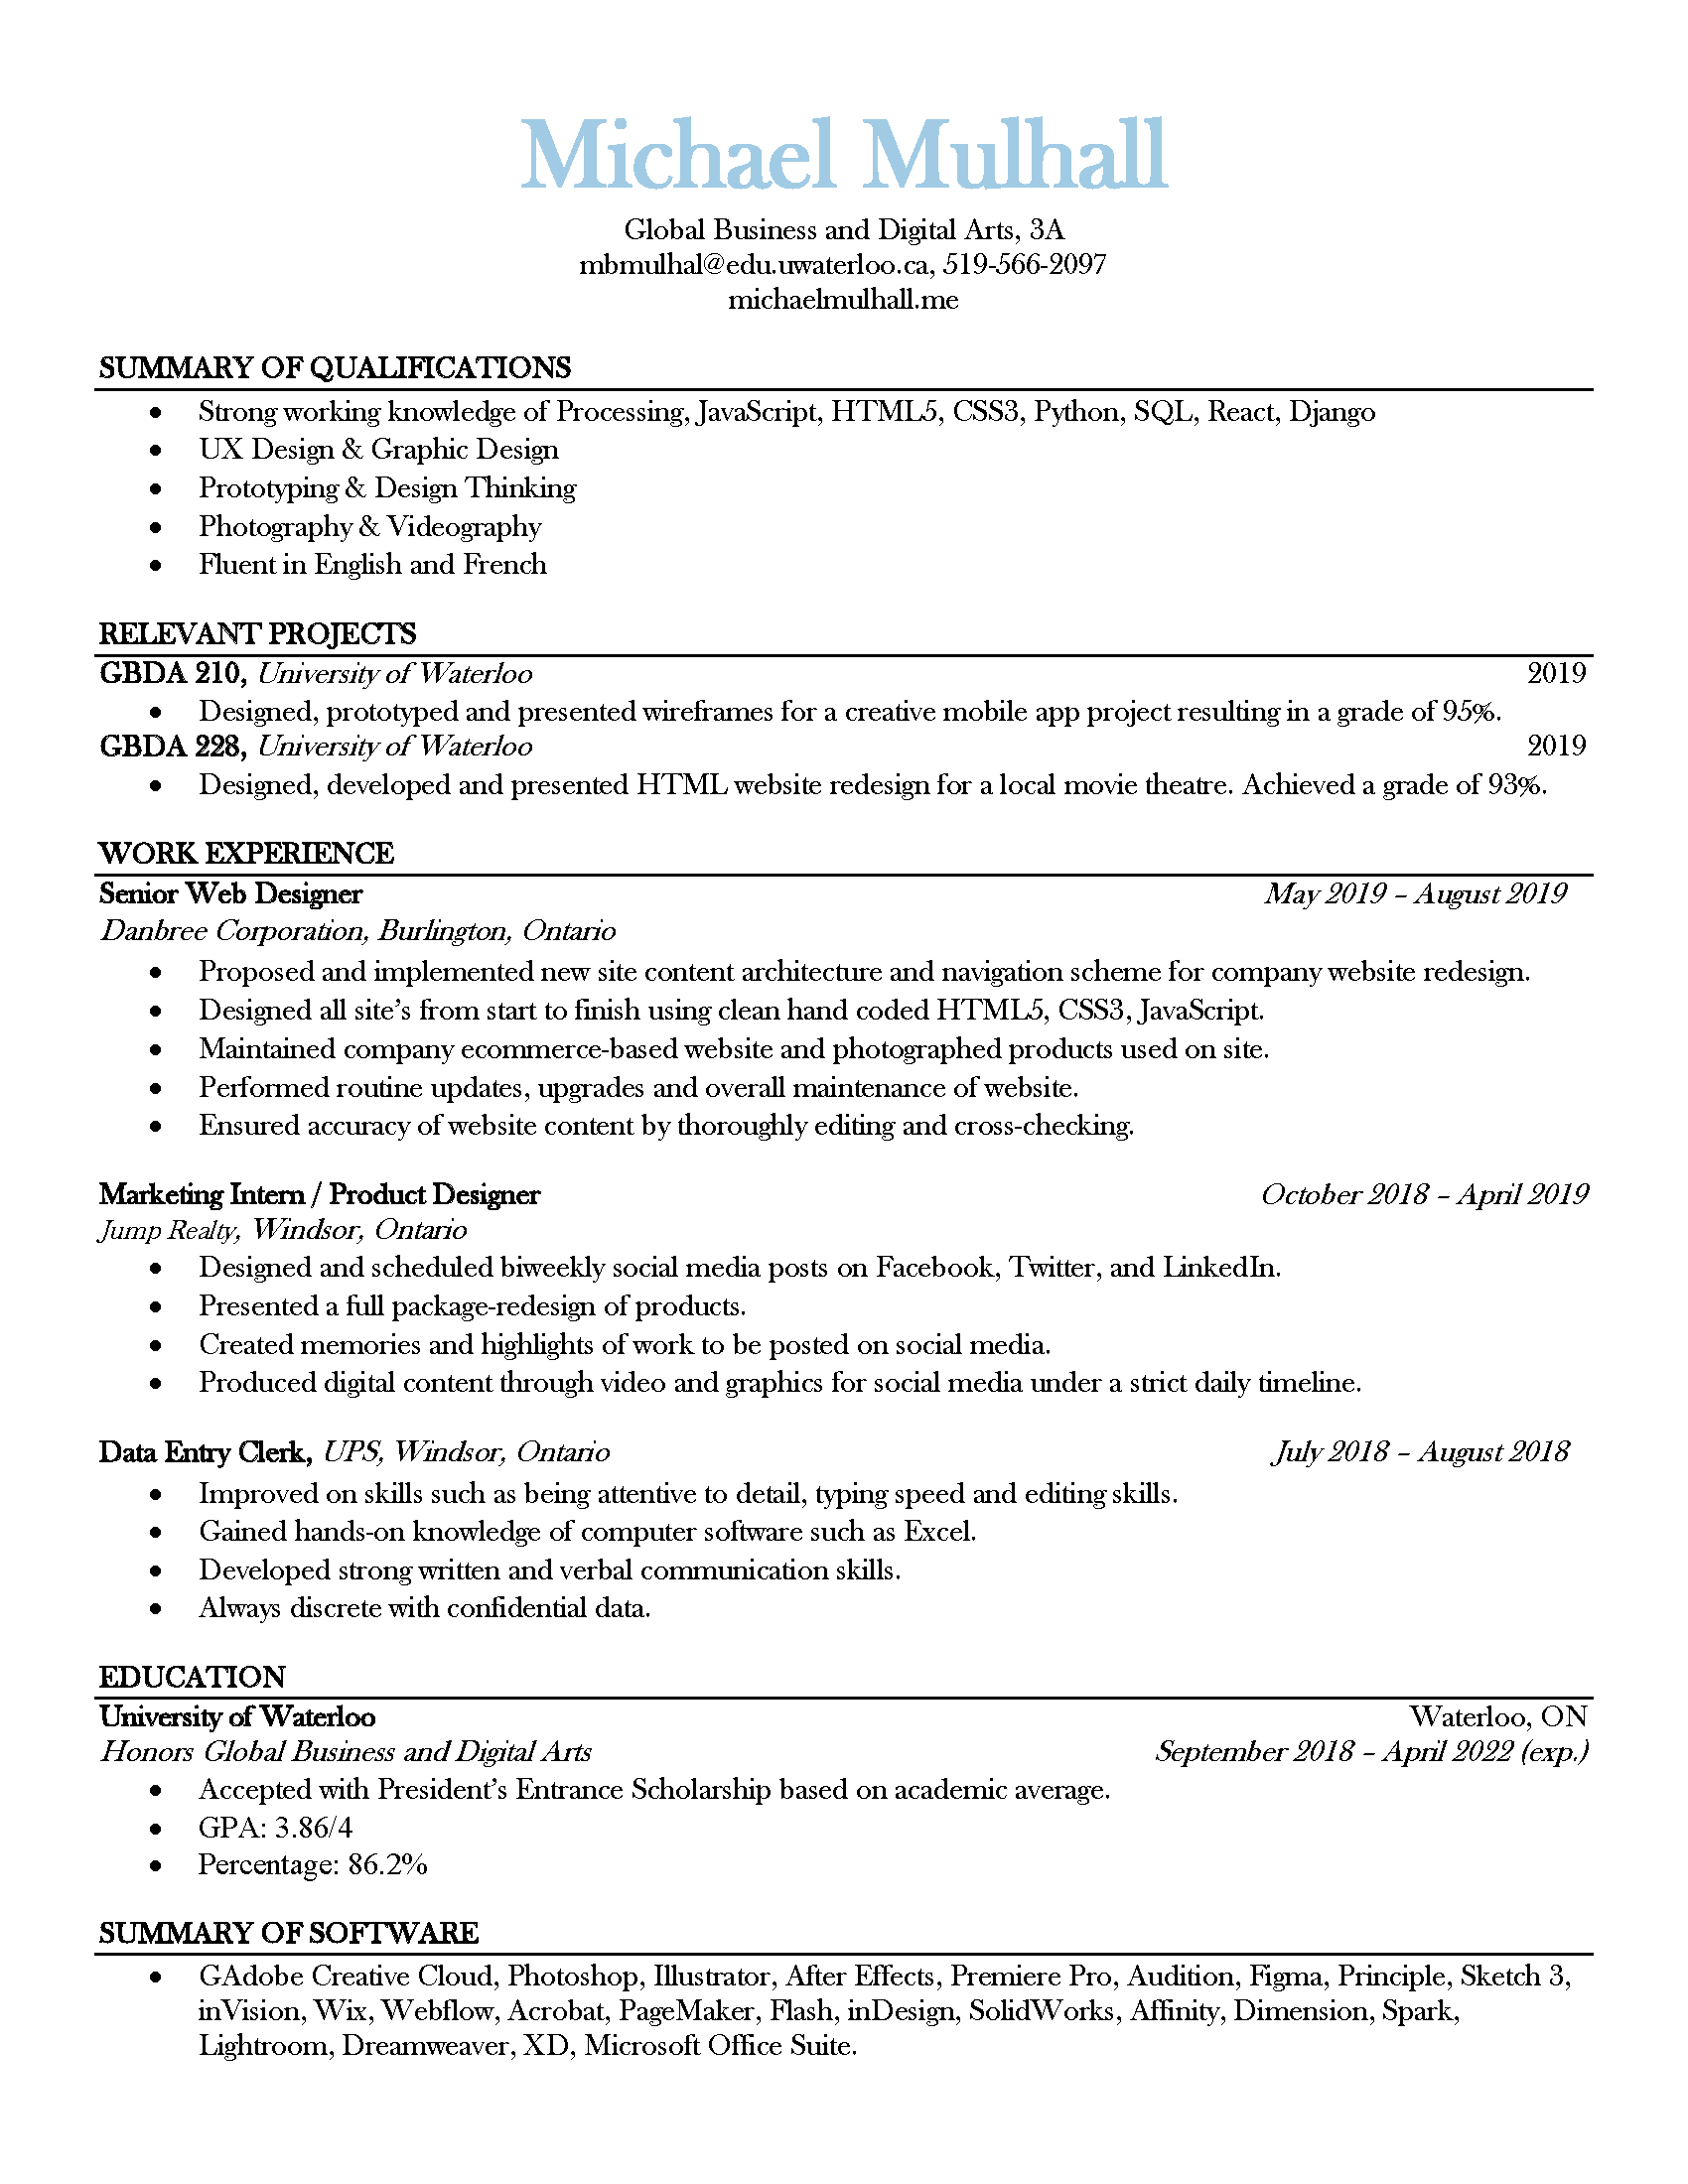 Michael Mulhall
Global Business and Digital Arts, 3A
mbmulhal@edu.uwaterloo.ca, 519-566-2097
michaelmulhall.me
SUMMARY OF QUALIFICATIONS
• Strong working knowledge of Processing, JavaScript, HTML5, CSS3, Python, SQL, React, Django
• UX Design & Graphic Design
• Prototyping & Design Thinking
• Photography & Videography
• Fluent in English and French
RELEVANT PROJECTS
GBDA 210, University of Waterloo 2019
• Designed, prototyped and presented wireframes for a creative mobile app project resulting in a grade of 95%.
GBDA 228, University of Waterloo 2019
• Designed, developed and presented HTML website redesign for a local movie theatre. Achieved a grade of 93%.
WORK EXPERIENCE
Senior Web Designer May 2019 – August 2019
Danbree Corporation, Burlington, Ontario
• Proposed and implemented new site content architecture and navigation scheme for company website redesign.
• Designed all site’s from start to finish using clean hand coded HTML5, CSS3, JavaScript.
• Maintained company ecommerce-based website and photographed products used on site.
• Performed routine updates, upgrades and overall maintenance of website.
• Ensured accuracy of website content by thoroughly editing and cross-checking.
Marketing Intern / Product Designer October 2018 – April 2019
Jump Realty, Windsor, Ontario
• Designed and scheduled biweekly social media posts on Facebook, Twitter, and LinkedIn.
• Presented a full package-redesign of products.
• Created memories and highlights of work to be posted on social media.
• Produced digital content through video and graphics for social media under a strict daily timeline.
Data Entry Clerk, UPS, Windsor, Ontario July 2018 – August 2018
• Improved on skills such as being attentive to detail, typing speed and editing skills.
• Gained hands-on knowledge of computer software such as Excel.
• Developed strong written and verbal communication skills.
• Always discrete with confidential data.
EDUCATION
University of Waterloo Waterloo, ON
Honors Global Business and Digital Arts September 2018 – April 2022 (exp.)
• Accepted with President’s Entrance Scholarship based on academic average.
• GPA: 3.86/4
• Percentage: 86.2%
SUMMARY OF SOFTWARE
• GAdobe Creative Cloud, Photoshop, Illustrator, After Effects, Premiere Pro, Audition, Figma, Principle, Sketch 3,
inVision, Wix, Webflow, Acrobat, PageMaker, Flash, inDesign, SolidWorks, Affinity, Dimension, Spark,
Lightroom, Dreamweaver, XD, Microsoft Office Suite.